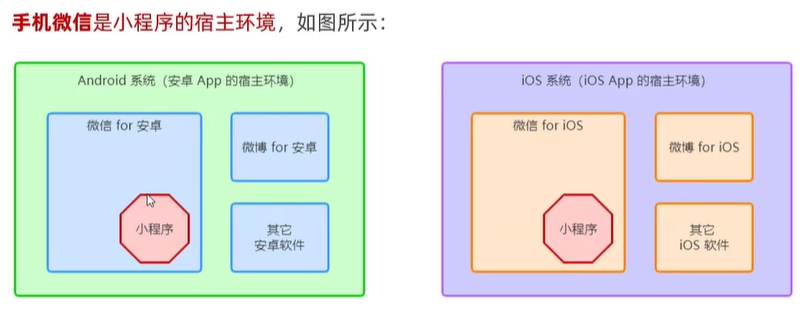 手机微信是小程序的宿主环境，如图所示：
Android 系统（安卓 App 的宿主环境）
微信 for 安卓
微博 for 安卓
小程序
其它
安卓软件
iOS 系统（iOS App 的宿主环境）
微信 for iOS
微博 for iOS
小程序
其它
iOS 软件